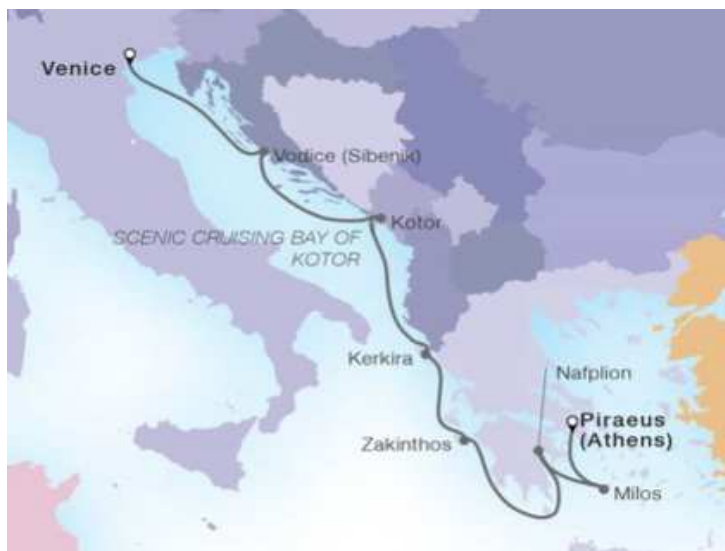 Venice
Vodice (Sibenik)
Kotor
SCENIC CRUISING BAY OF
KOTOR
Kerkira
Nafplion
Zakinthos
Piraeus
(Athens)
Milos